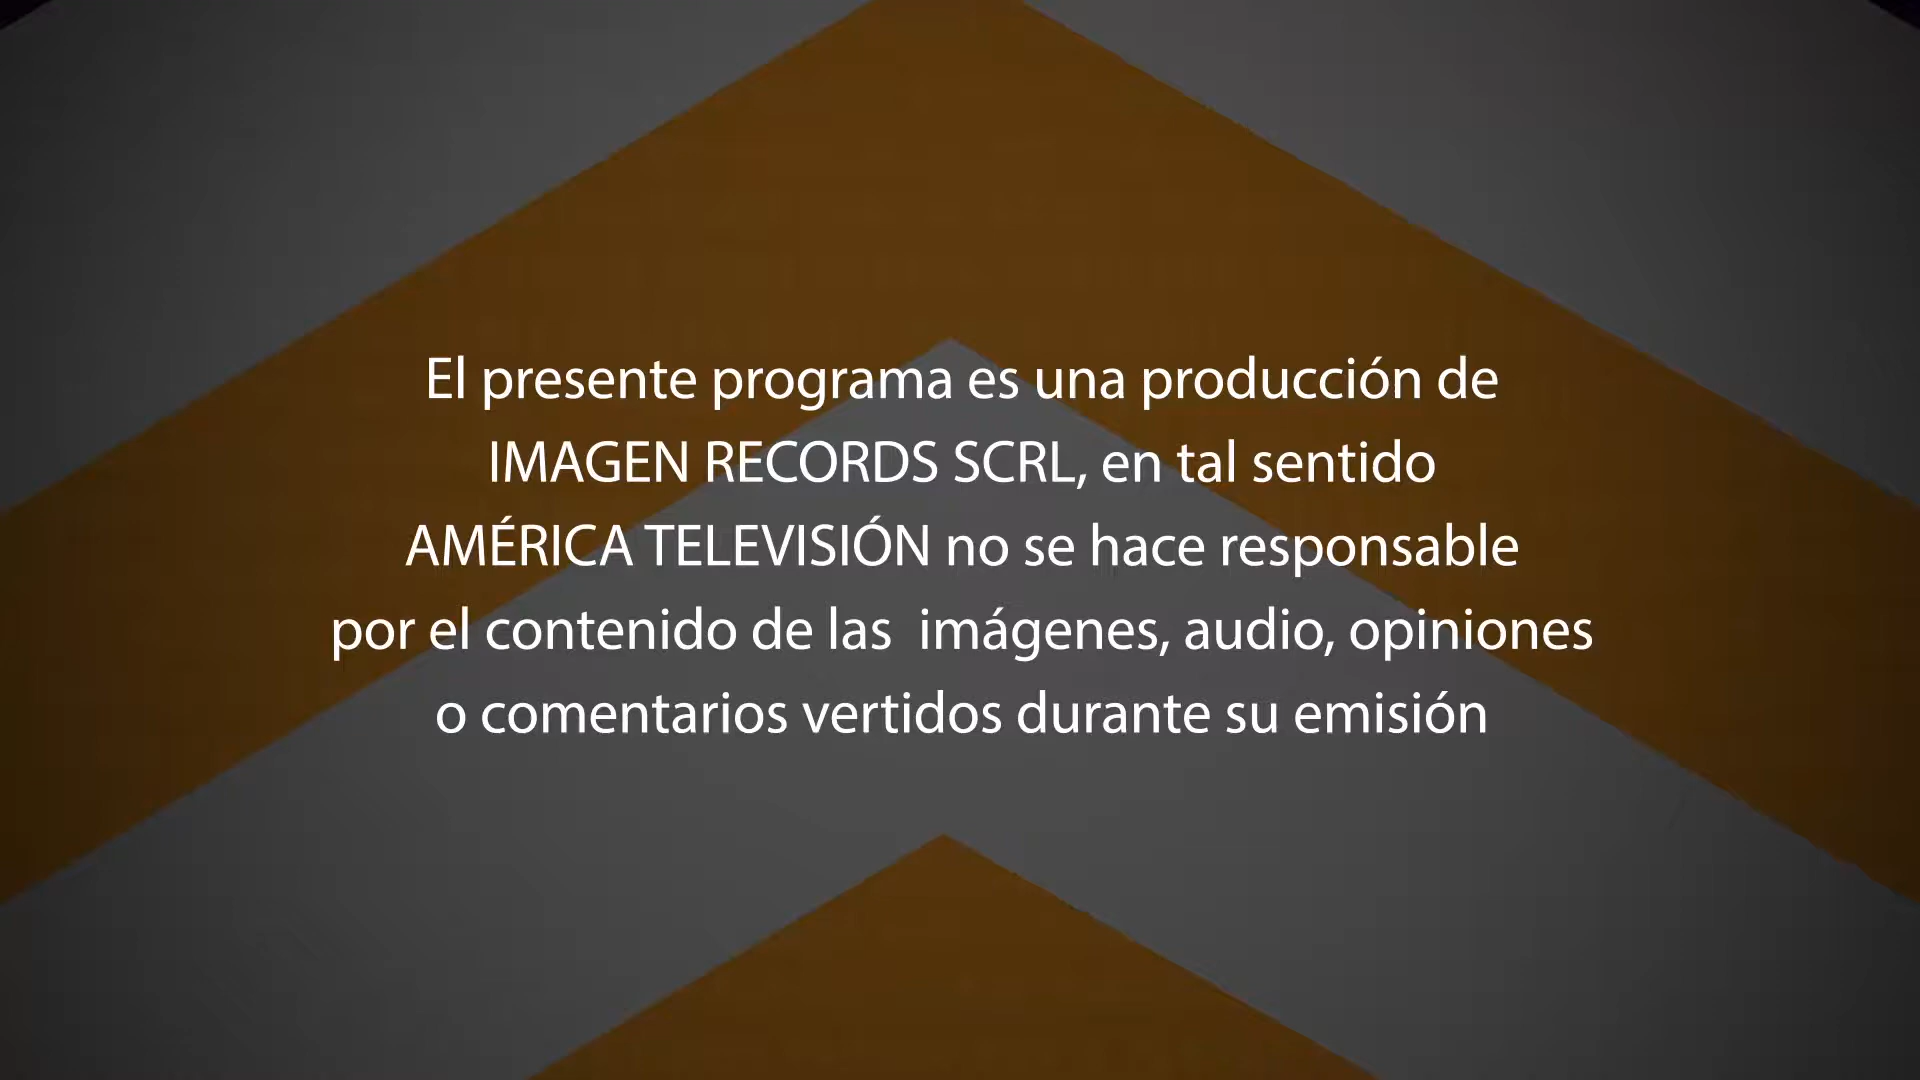 El presente programa es una producción de
IMAGEN RECORDS SCRL, en tal sentido
AMÉRICA TELEVISIÓN no se hace responsable
por el contenido de las  imágenes, audio, opiniones
o comentarios vertidos durante su emisión